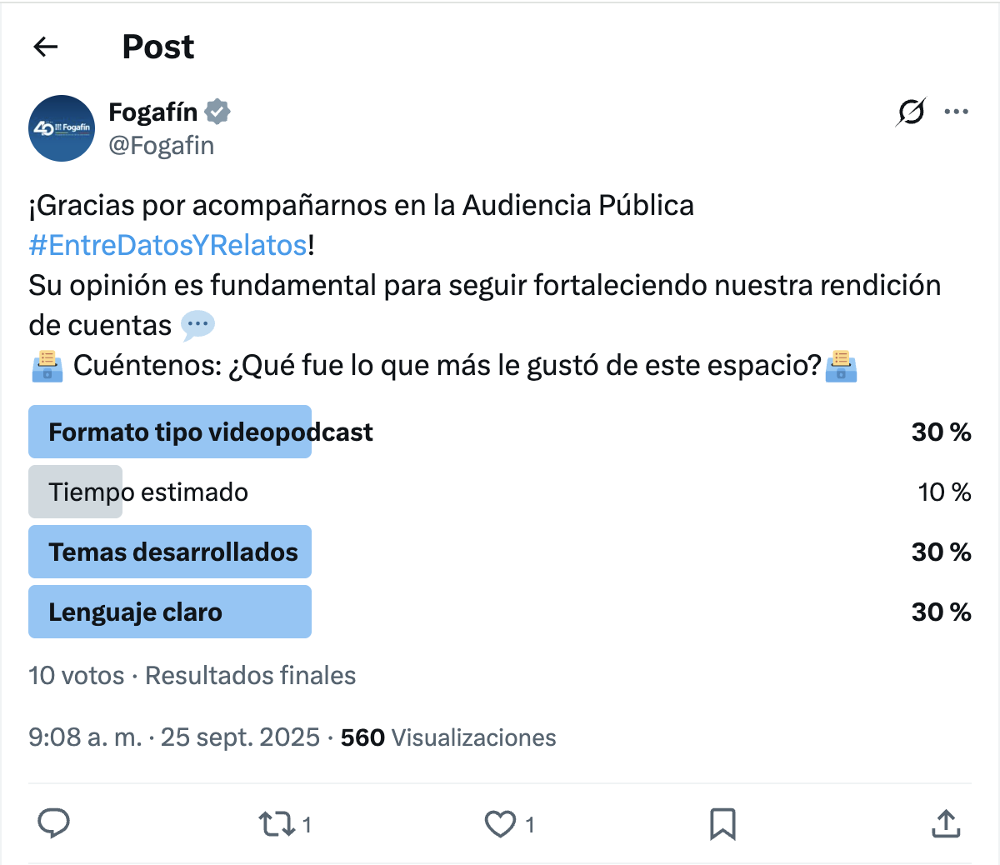 Post
40 Fogafín
Fogafín
@Fogafin
¡Gracias por acompañarnos en la Audiencia Pública
#EntreDatosYRelatos!
Su opinión es fundamental para seguir fortaleciendo nuestra rendición
de cuentas 💬
🗳️ Cuéntenos: ¿Qué fue lo que más le gustó de este espacio?🗳️
Formato tipo videopodcast 30 %
Tiempo estimado 10 %
Temas desarrollados 30 %
Lenguaje claro 30 %
10 votos · Resultados finales
9:08 a. m. · 25 sept. 2025 · 560 Visualizaciones
1 1